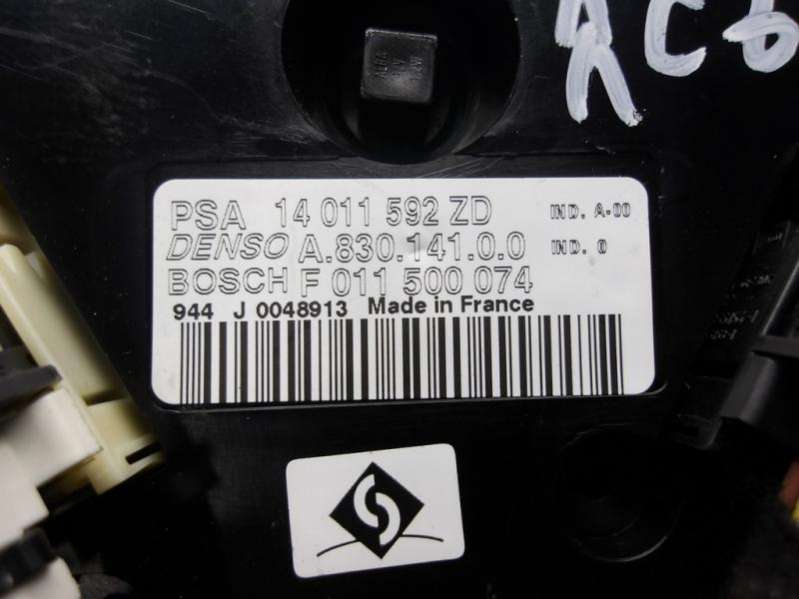 PSA 14 011 592 ZD IND. A-00
DENSO A.830.141.0.0 IND. 0
BOSCH F 011 500 074
944 J 0048913 Made in France